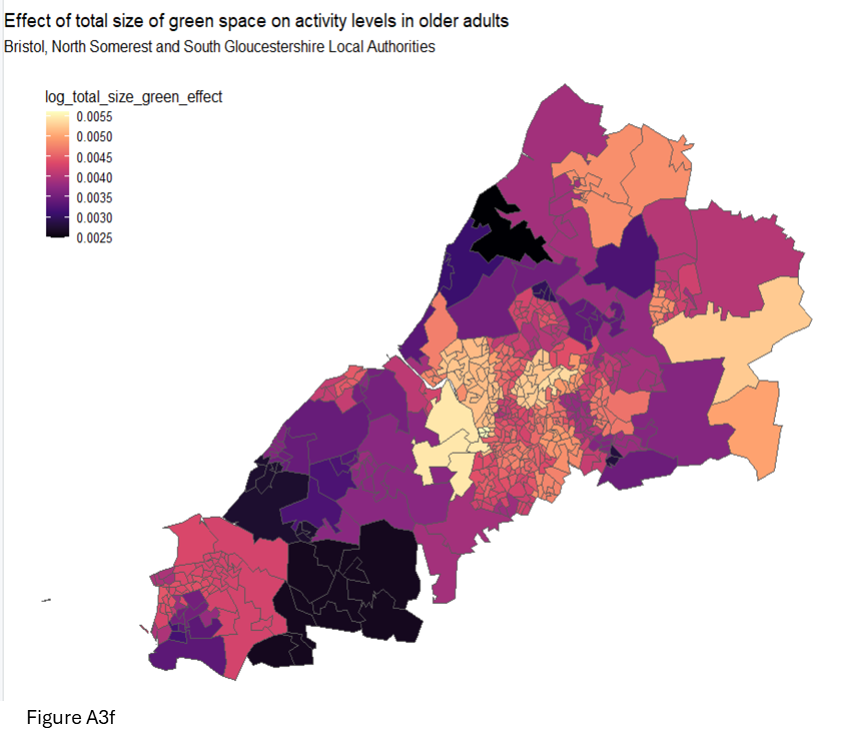 Effect of total size of green space on activity levels in older adults
Bristol, North Somerest and South Gloucestershire Local Authorities
log_total_size_green_effect
0.0055
0.0050
0.0045
0.0040
0.0035
0.0030
0.0025
Figure A3f